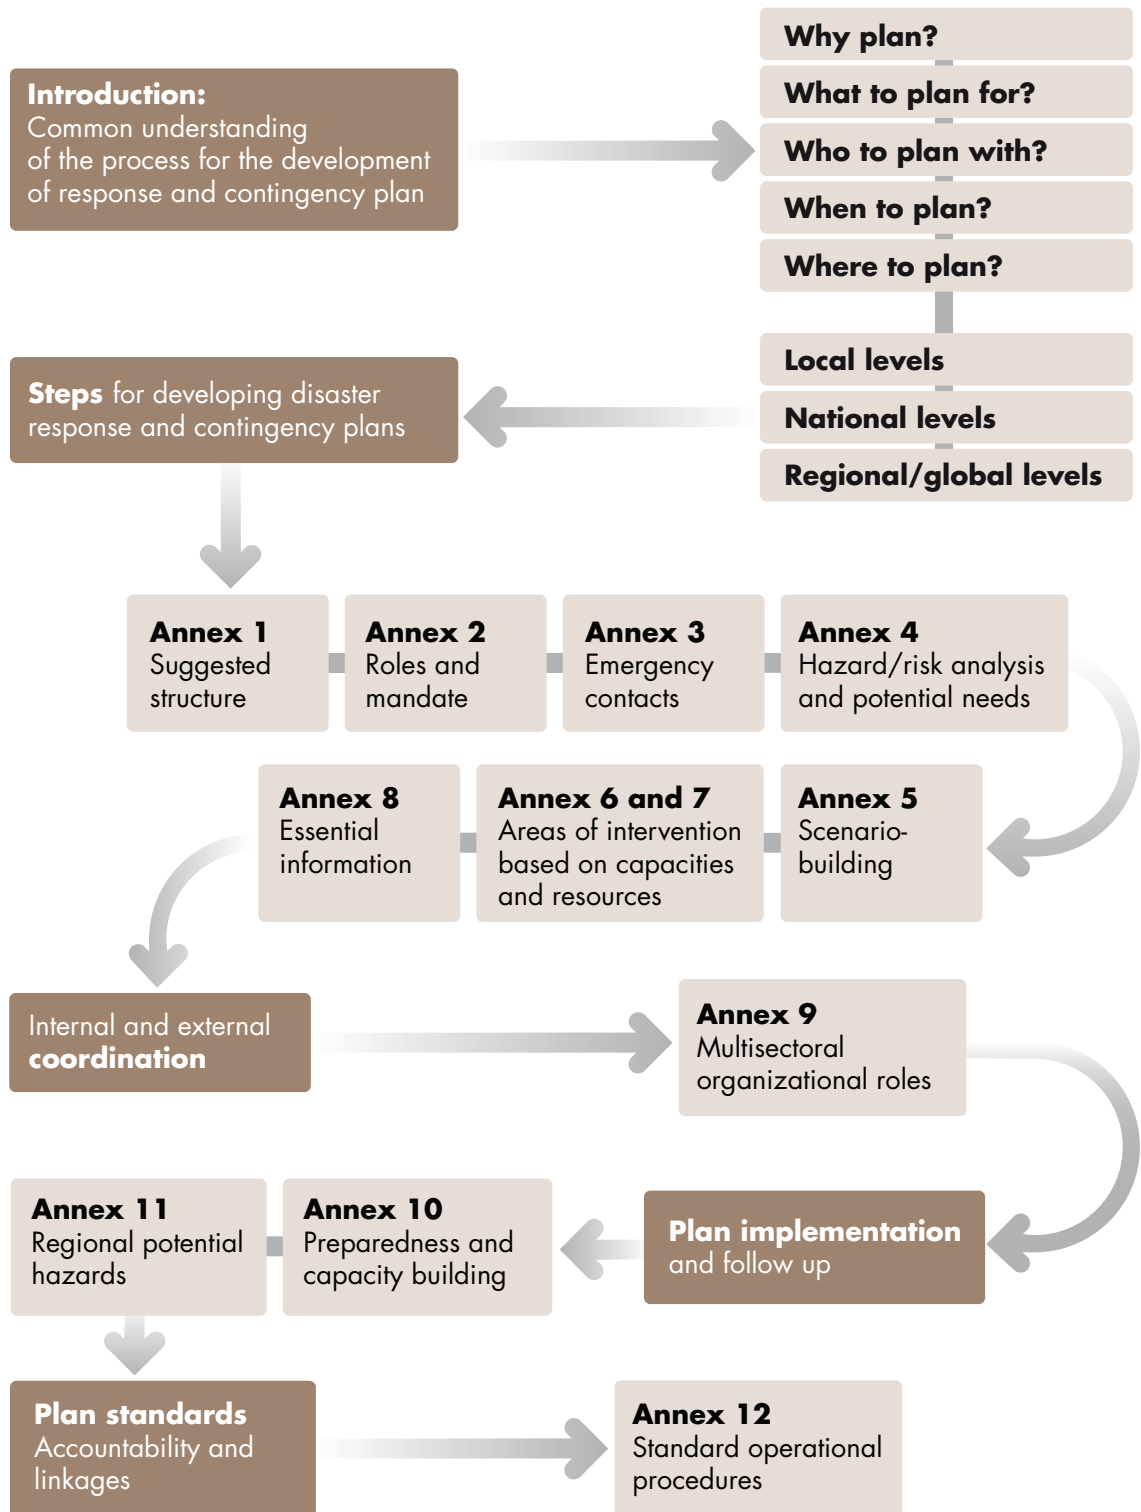 Introduction:
Common understanding
of the process for the development
of response and contingency plan
Why plan?
What to plan for?
Who to plan with?
When to plan?
Where to plan?
Local levels
National levels
Regional/global levels
Steps for developing disaster
response and contingency plans
Annex 1
Suggested
structure
Annex 2
Roles and
mandate
Annex 3
Emergency
contacts
Annex 4
Hazard/risk analysis
and potential needs
Annex 5
Scenario-
building
Annex 6 and 7
Areas of intervention
based on capacities
and resources
Annex 8
Essential
information
Internal and external
coordination
Annex 9
Multisectoral
organizational roles
Plan implementation
and follow up
Annex 10
Preparedness and
capacity building
Annex 11
Regional potential
hazards
Plan standards
Accountability and
linkages
Annex 12
Standard operational
procedures